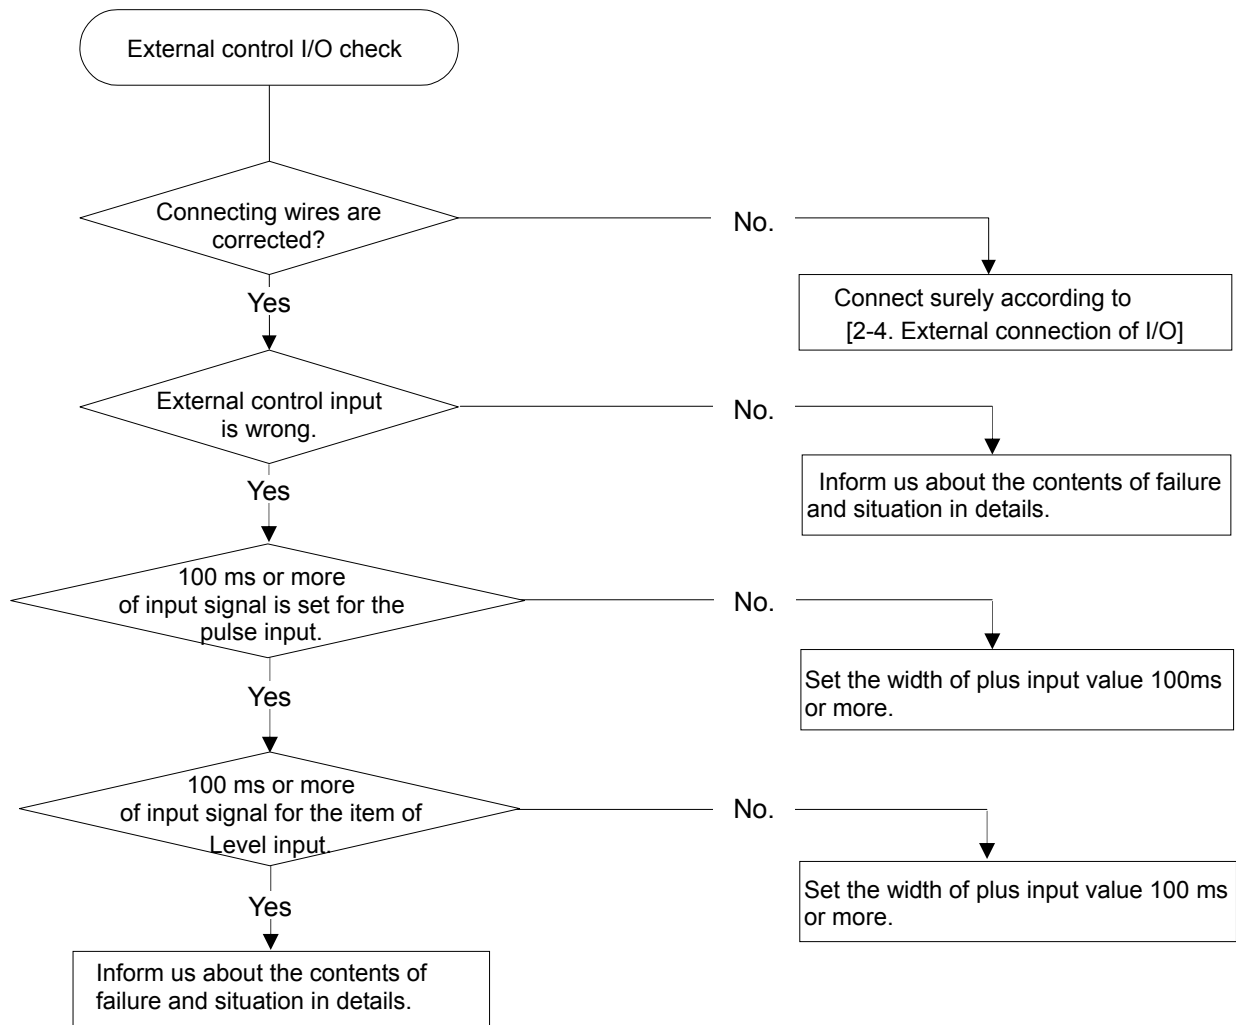 External control I/O check
Connecting wires are
corrected?
No.
Connect surely according to
[2-4. External connection of I/O]
Yes
External control input
is wrong.
No.
Inform us about the contents of failure
and situation in details.
Yes
100 ms or more
of input signal is set for the
pulse input.
No.
Set the width of plus input value 100ms
or more.
Yes
100 ms or more
of input signal for the item of
Level input.
No.
Set the width of plus input value 100 ms
or more.
Yes
Inform us about the contents of
failure and situation in details.